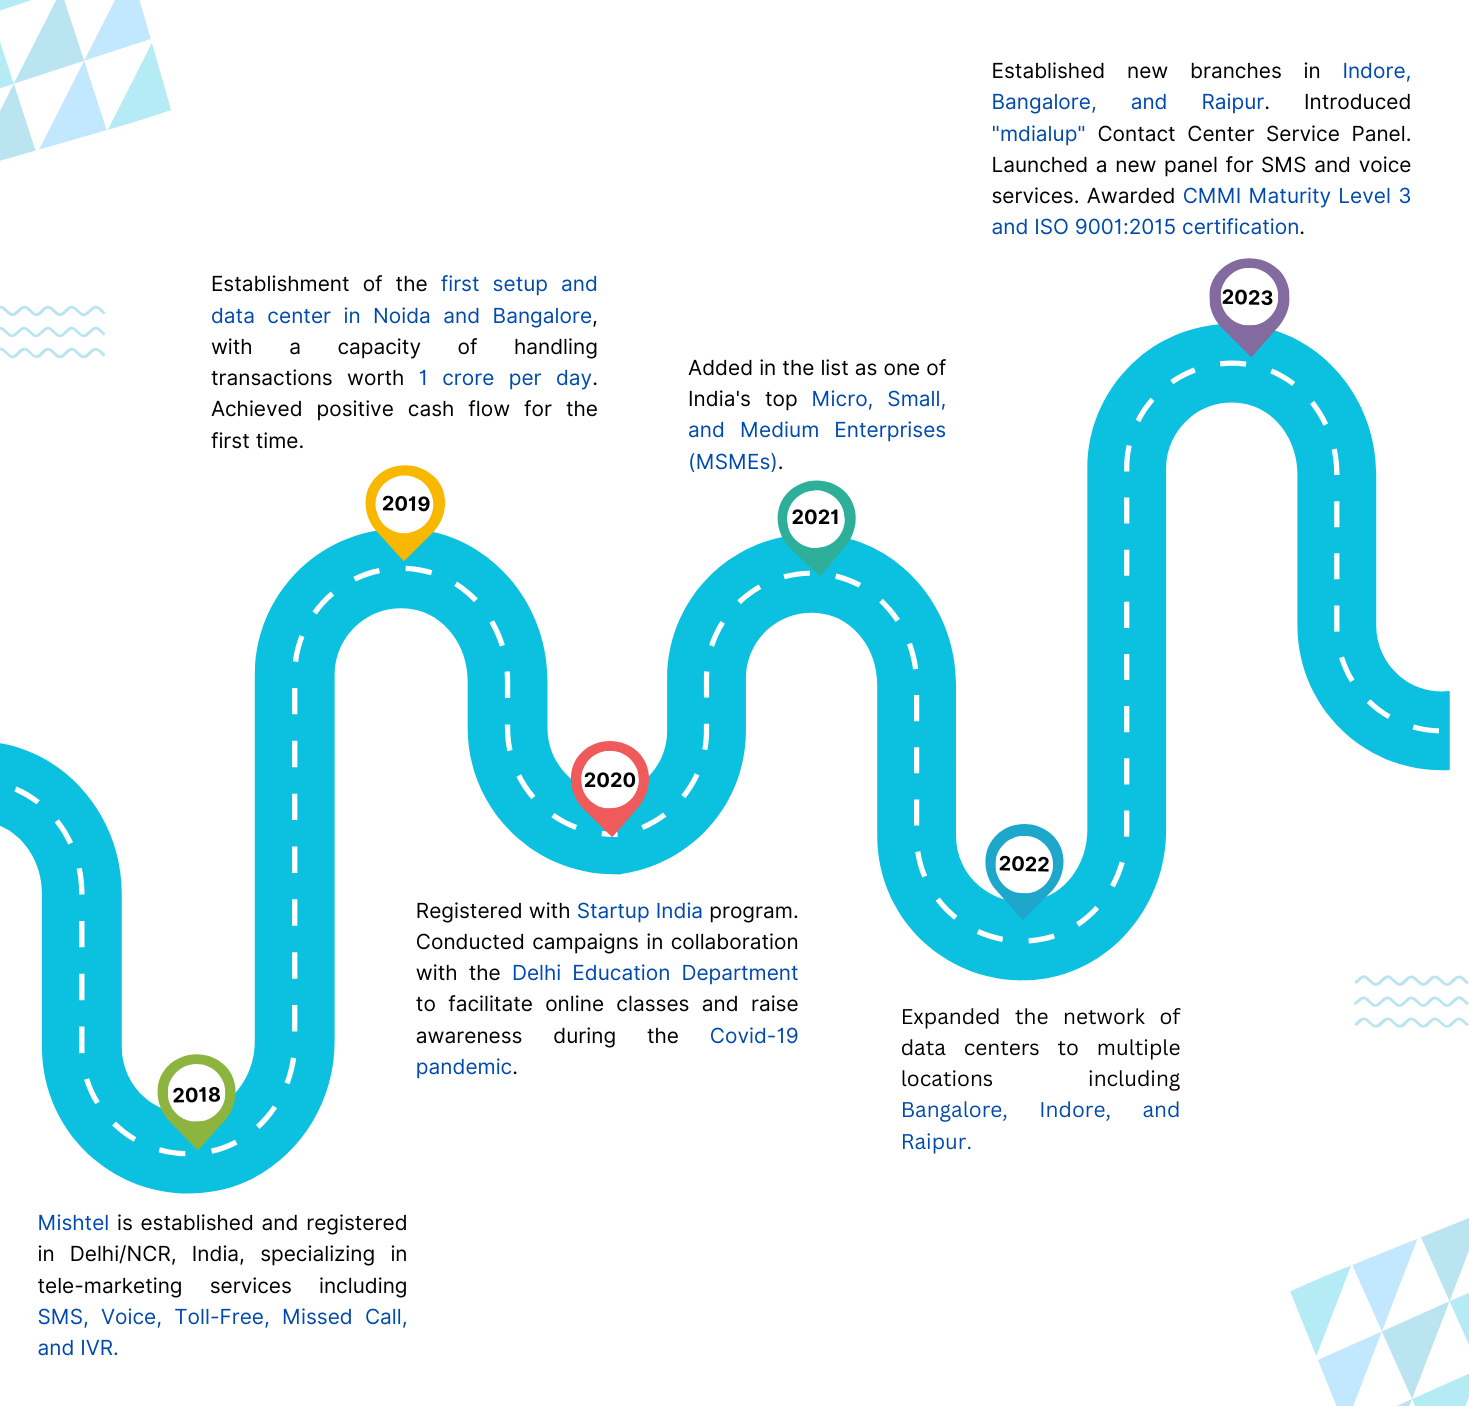 Established new branches in Indore,
Bangalore, and Raipur. Introduced
"mdialup" Contact Center Service Panel.
Launched a new panel for SMS and voice
services. Awarded CMMI Maturity Level 3
and ISO 9001:2015 certification.
2023
Establishment of the first setup and
data center in Noida and Bangalore,
with a capacity of handling
transactions worth 1 crore per day.
Achieved positive cash flow for the
first time.
2019
Added in the list as one of
India's top Micro, Small,
and Medium Enterprises
(MSMEs).
2021
2020
Registered with Startup India program.
Conducted campaigns in collaboration
with the Delhi Education Department
to facilitate online classes and raise
awareness during the Covid-19
pandemic.
2022
Expanded the network of
data centers to multiple
locations including
Bangalore, Indore, and
Raipur.
2018
Mishtel is established and registered
in Delhi/NCR, India, specializing in
tele-marketing services including
SMS, Voice, Toll-Free, Missed Call,
and IVR.